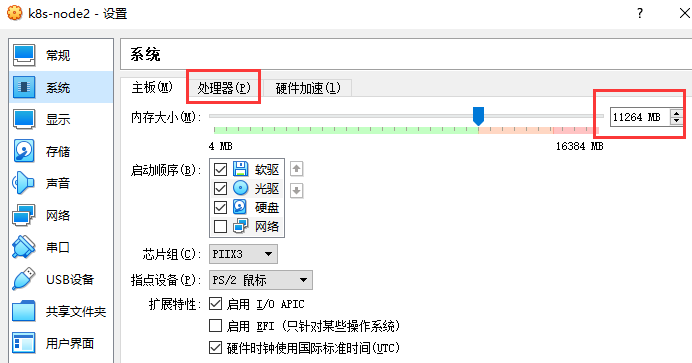 k8s-node2 - 设置
常规
系统
显示
存储
声音
网络
串口
USB设备
共享文件夹
用户界面
系统
主板(M) 处理器(P) 硬件加速(l)
内存大小(M): 11264 MB
4 MB 16384 MB
启动顺序(B): 软驱
光驱
硬盘
网络
芯片组(C): PIIX3
指点设备(P): PS/2 鼠标
扩展特性: 启用 I/O APIC
启用 EFI (只针对某些操作系统)
硬件时钟使用国际标准时间(UTC)